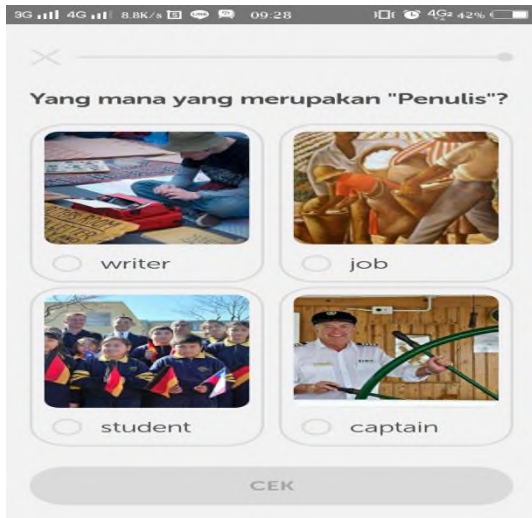 3G 4G 8.8K/s 09:28 4G 42%
Yang mana yang merupakan "Penulis"?
writer
job
student
captain
CEK